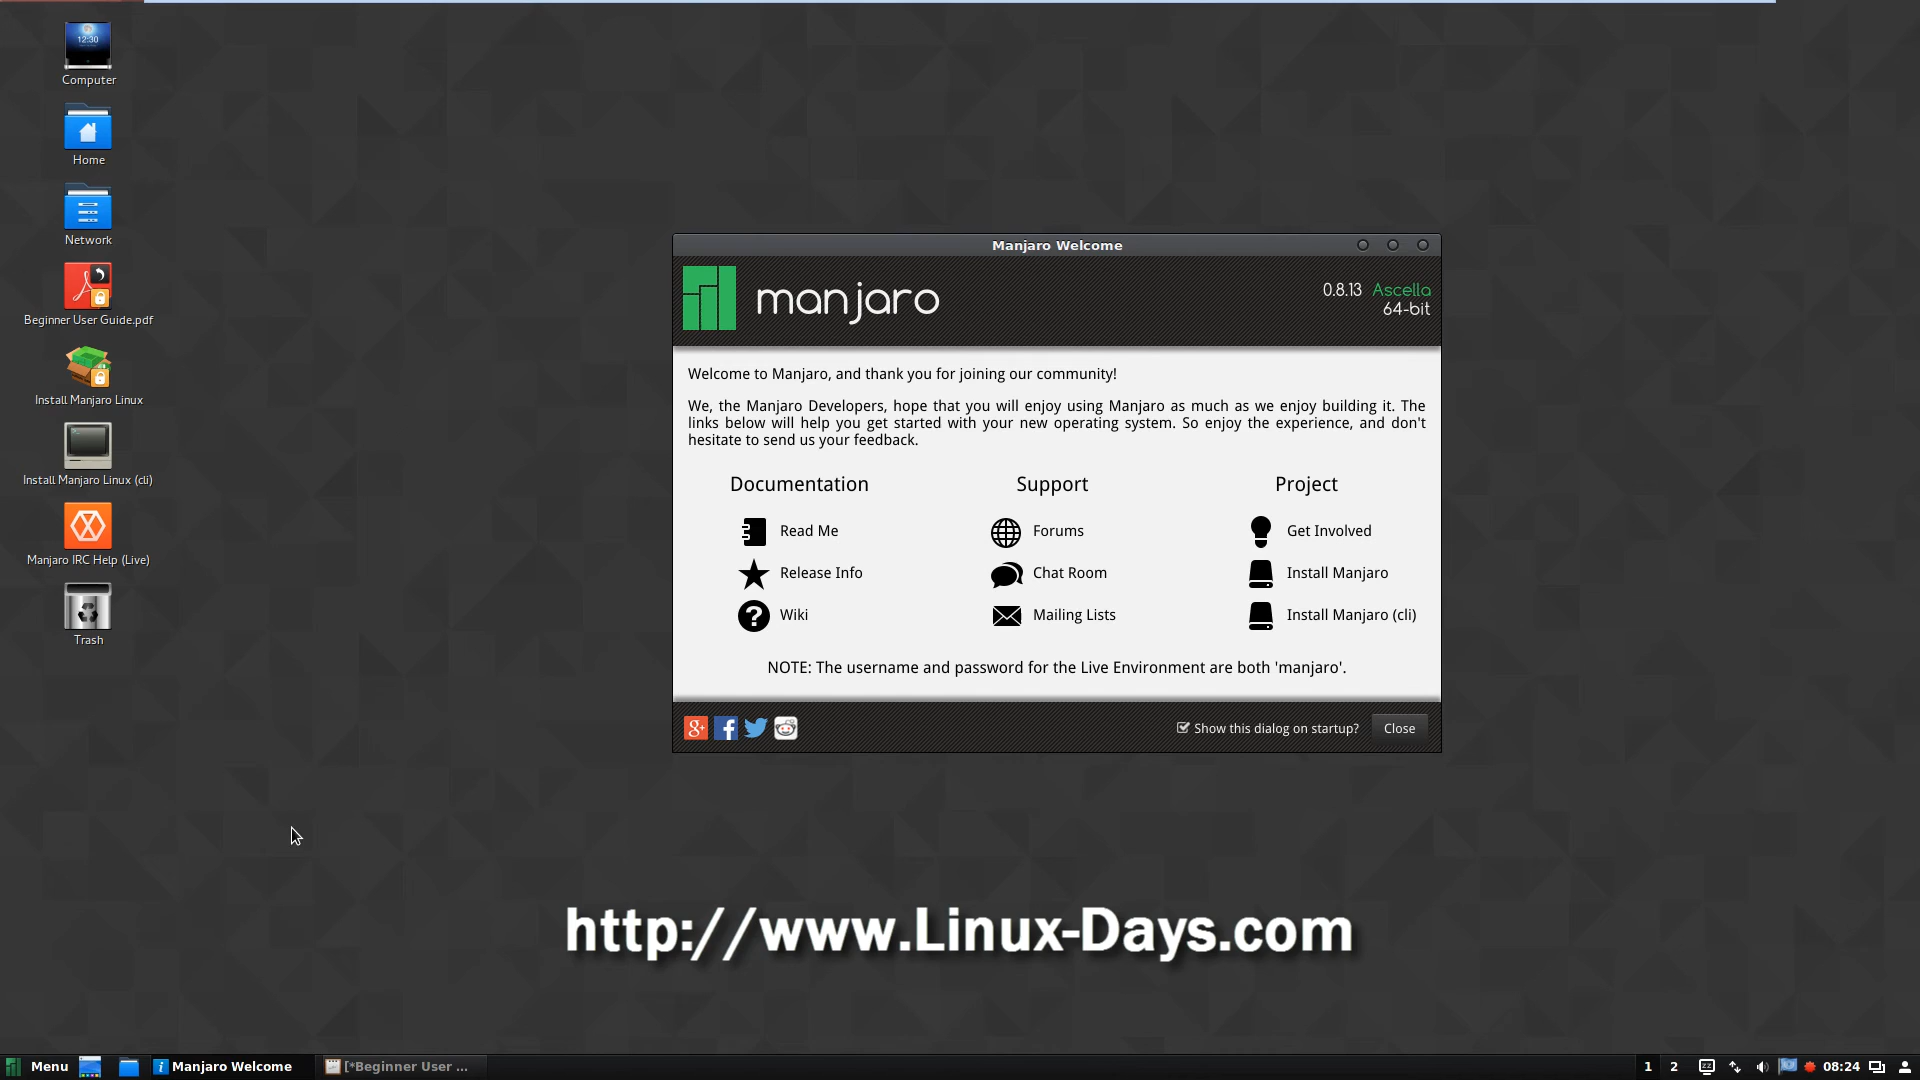 12:30
Computer
Home
Network
Beginner User Guide.pdf
Install Manjaro Linux
Install Manjaro Linux (cli)
Manjaro IRC Help (Live)
Trash
Manjaro Welcome
manjaro
0.8.13 Ascella
64-bit
Welcome to Manjaro, and thank you for joining our community!
We, the Manjaro Developers, hope that you will enjoy using Manjaro as much as we enjoy building it. The
links below will help you get started with your new operating system. So enjoy the experience, and don't
hesitate to send us your feedback.
Documentation
Read Me
Release Info
Wiki
Support
Forums
Chat Room
Mailing Lists
Project
Get Involved
Install Manjaro
Install Manjaro (cli)
NOTE: The username and password for the Live Environment are both 'manjaro'.
Show this dialog on startup?
Close
http://www.Linux-Days.com
Menu
Manjaro Welcome
[*Beginner User ...
1 2
08:24